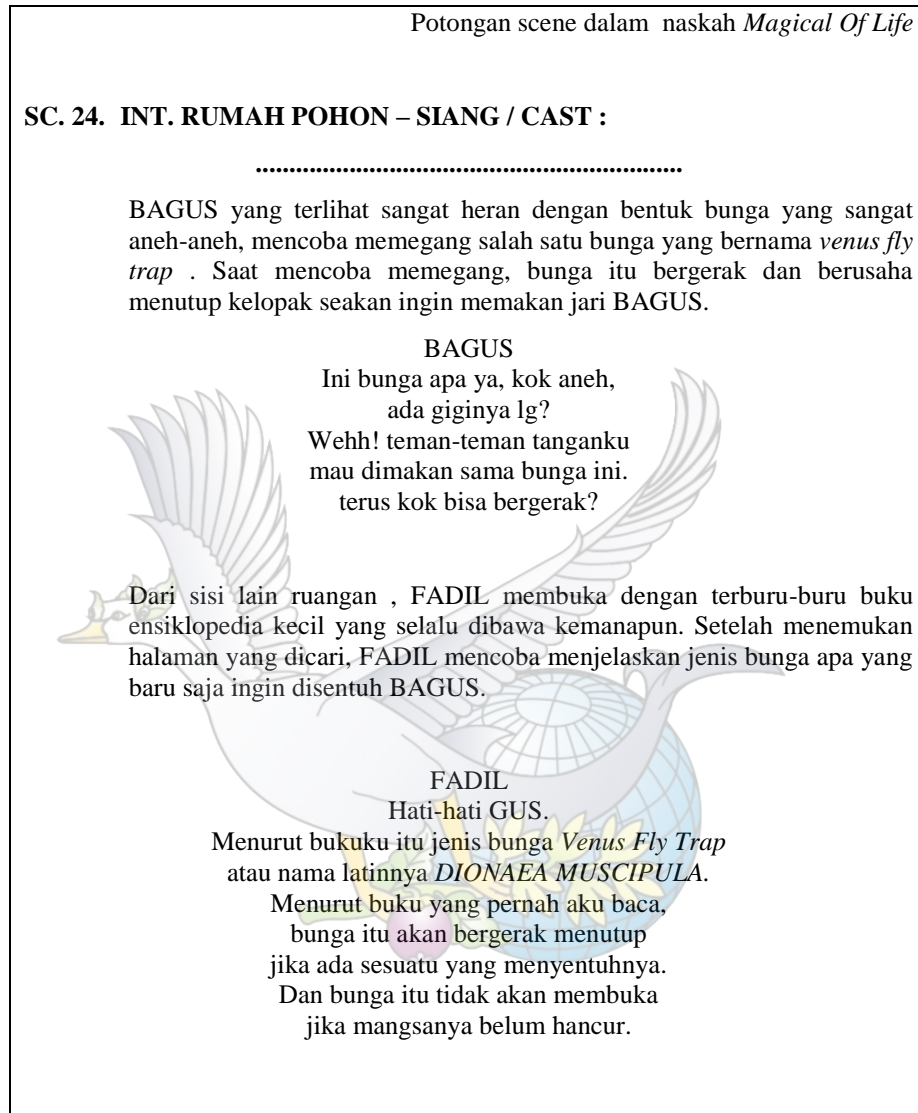 Potongan scene dalam naskah Magical Of Life
SC. 24. INT. RUMAH POHON – SIANG / CAST :
................................................................
BAGUS yang terlihat sangat heran dengan bentuk bunga yang sangat
aneh-aneh, mencoba memegang salah satu bunga yang bernama venus fly
trap . Saat mencoba memegang, bunga itu bergerak dan berusaha
menutup kelopak seakan ingin memakan jari BAGUS.
BAGUS
Ini bunga apa ya, kok aneh,
ada giginya lg?
Wehh! teman-teman tanganku
mau dimakan sama bunga ini.
terus kok bisa bergerak?
Dari sisi lain ruangan , FADIL membuka dengan terburu-buru buku
ensiklopedia kecil yang selalu dibawa kemanapun. Setelah menemukan
halaman yang dicari, FADIL mencoba menjelaskan jenis bunga apa yang
baru saja ingin disentuh BAGUS.
FADIL
Hati-hati GUS.
Menurut bukuku itu jenis bunga Venus Fly Trap
atau nama latinnya DIONAEA MUSCIPULA.
Menurut buku yang pernah aku baca,
bunga itu akan bergerak menutup
jika ada sesuatu yang menyentuhnya.
Dan bunga itu tidak akan membuka
jika mangsanya belum hancur.